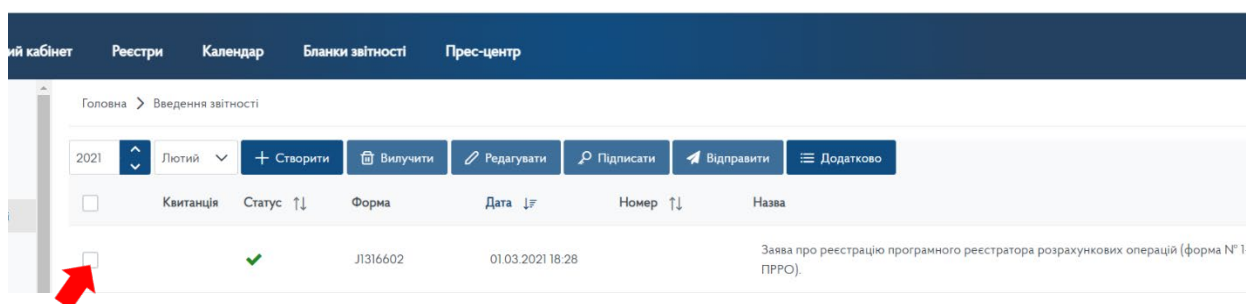 ий кабінет Реєстри Календар Бланки звітності Прес-центр
Головна > Введення звітності
2021 Лютий + Створити Вилучити Редагувати Підписати Відправити Додатково
Квитанція Статус Форма Дата Номер Назва
J1316602 01.03.2021 18:28 Заява про реєстрацію програмного реєстратора розрахункових операцій (форма № 1-
ПРРО).